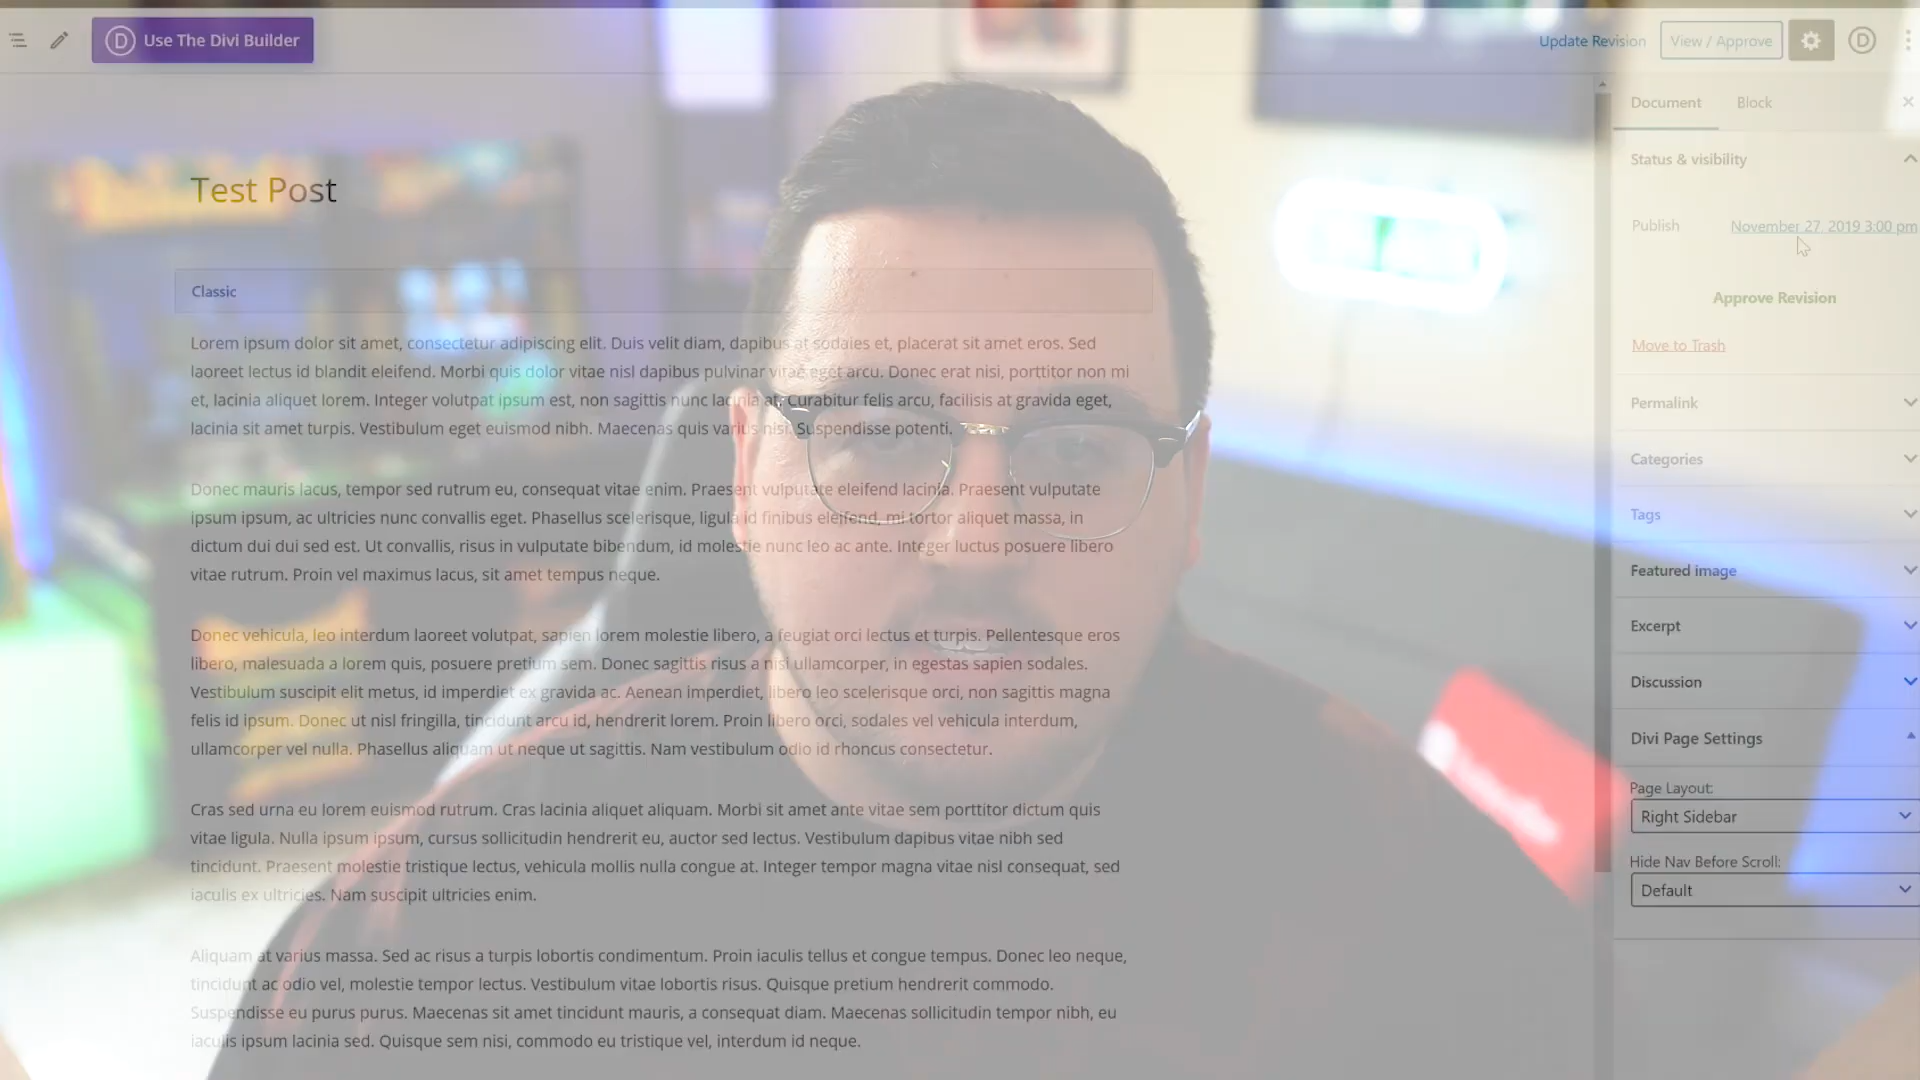 Use The Divi Builder
Update Revision
View / Approve
Document
Block
Test Post
Status & visibility
Publish
November 27, 2019 3:00 pm
Classic
Approve Revision
Move to Trash
Lorem ipsum dolor sit amet, consectetur adipiscing elit. Duis velit diam, dapibus at sodales et, placerat sit amet eros. Sed
laoreet lectus id blandit eleifend. Morbi quis dolor vitae nisl dapibus pulvinar vitae eget arcu. Donec erat nisi, porttitor non mi
et, lacinia aliquet lorem. Integer volutpat ipsum est, non sagittis nunc lacinia at. Curabitur felis arcu, facilisis at gravida eget,
lacinia sit amet turpis. Vestibulum eget euismod nibh. Maecenas quis varius nisi. Suspendisse potenti.
Donec mauris lacus, tempor sed rutrum eu, consequat vitae enim. Praesent vulputate eleifend lacinia. Praesent vulputate
ipsum ipsum, ac ultricies nunc convallis eget. Phasellus scelerisque, ligula id finibus eleifend, mi tortor aliquet massa, in
dictum dui dui sed est. Ut convallis, risus in vulputate bibendum, id molestie nunc leo ac ante. Integer luctus posuere libero
vitae rutrum. Proin vel maximus lacus, sit amet tempus neque.
Donec vehicula, leo interdum laoreet volutpat, sapien lorem molestie libero, a feugiat orci lectus et turpis. Pellentesque eros
libero, malesuada a lorem quis, posuere pretium sem. Donec sagittis risus a nisl ullamcorper, in egestas sapien sodales.
Vestibulum suscipit elit metus, id imperdiet ex gravida ac. Aenean imperdiet, libero leo scelerisque orci, non sagittis magna
felis id ipsum. Donec ut nisl fringilla, tincidunt arcu id, hendrerit lorem. Proin libero orci, sodales vel vehicula interdum,
ullamcorper vel nulla. Phasellus aliquam ut neque ut sagittis. Nam vestibulum odio id rhoncus consectetur.
Cras sed urna eu lorem euismod rutrum. Cras lacinia aliquet aliquam. Morbi sit amet ante vitae sem porttitor dictum quis
vitae ligula. Nulla ipsum ipsum, cursus sollicitudin hendrerit eu, auctor sed lectus. Vestibulum dapibus vitae nibh sed
tincidunt. Praesent molestie tristique lectus, vehicula mollis nulla congue at. Integer tempor magna vitae nisl consequat, sed
iaculis ex ultricies. Nam suscipit ultricies enim.
Aliquam at varius massa. Sed ac risus a turpis lobortis condimentum. Proin iaculis tellus et congue tempus. Donec leo neque,
tincidunt ac odio vel, molestie tempor lectus. Vestibulum vitae lobortis risus. Quisque pretium hendrerit commodo.
Suspendisse eu purus purus. Maecenas sit amet tincidunt mauris, a consequat diam. Maecenas sollicitudin tempor nibh, eu
iaculis ipsum lacinia sed. Quisque sem nisi, commodo eu tristique vel, interdum id neque.
Permalink
Categories
Tags
Featured image
Excerpt
Discussion
Divi Page Settings
Page Layout:
Right Sidebar
Hide Nav Before Scroll:
Default